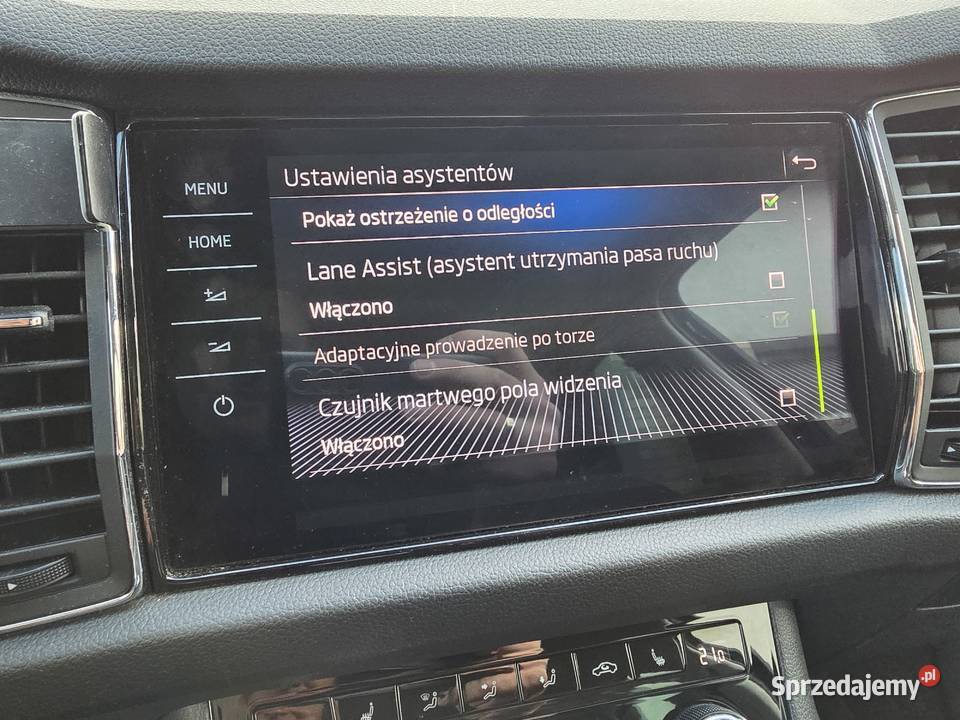 Ustawienia asystentów
MENU
Pokaż ostrzeżenie o odległości
HOME
Lane Assist (asystent utrzymania pasa ruchu)
Włączono
Adaptacyjne prowadzenie po torze
Czujnik martwego pola widzenia
Włączono
21.0
Sprzedajemy.pl